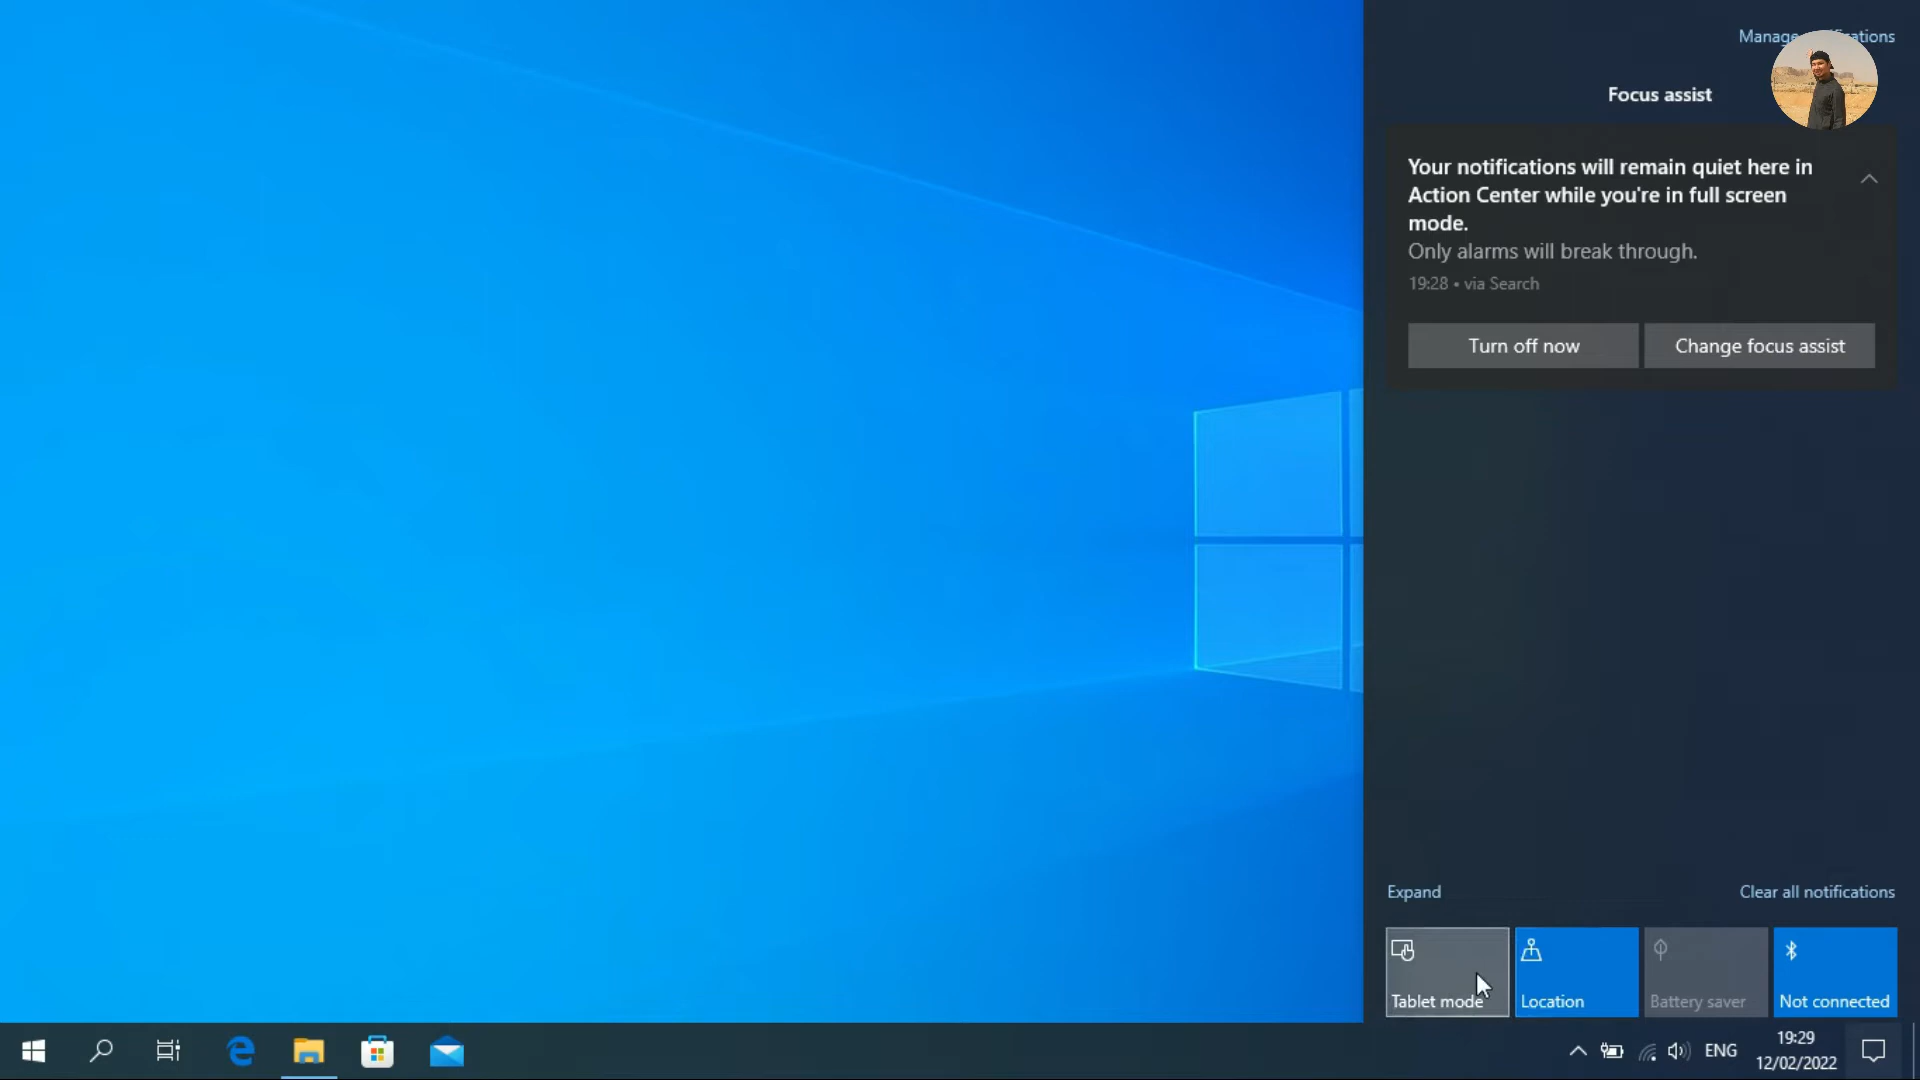 Manage
Focus assist
Your notifications will remain quiet here in
Action Center while you're in full screen
mode.
Only alarms will break through.
19:28 • via Search
Turn off now
Change focus assist
Expand
Clear all notifications
Tablet mode
Location
Battery saver
Not connected
ENG
19:29
12/02/2022